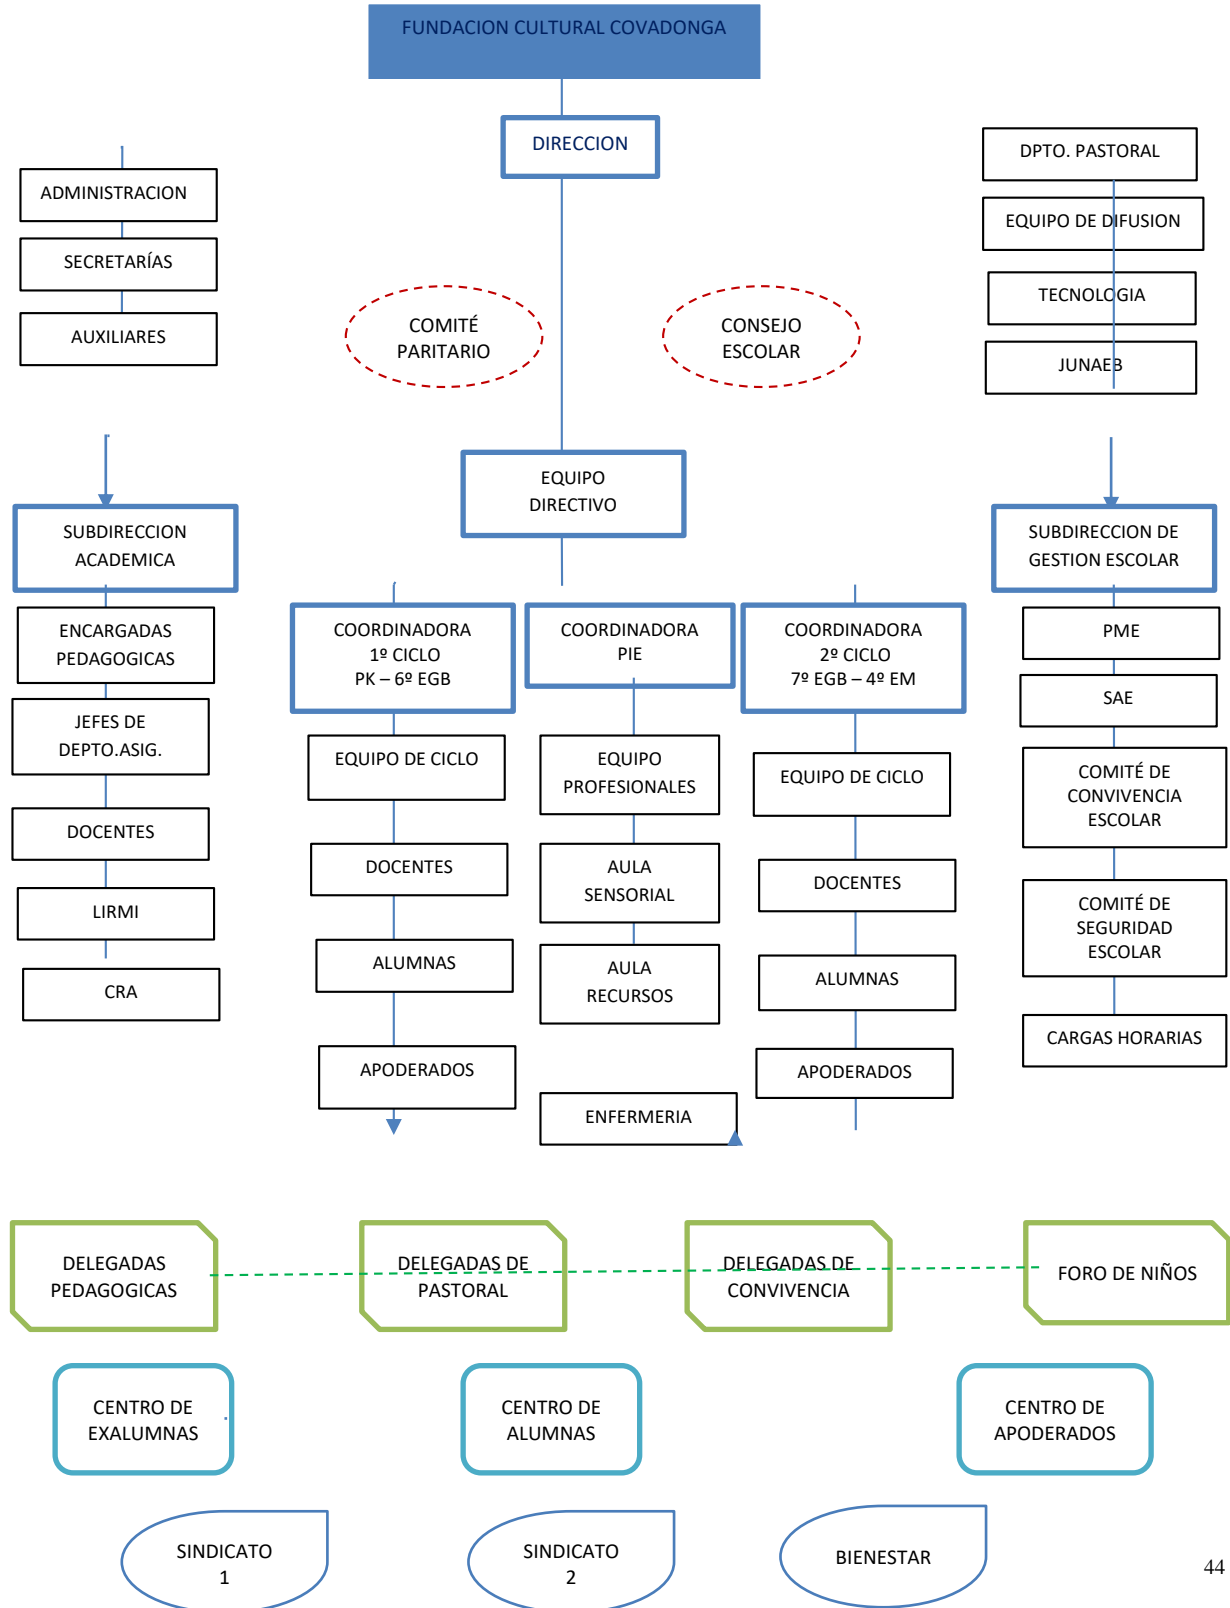 FUNDACION CULTURAL COVADONGA
DIRECCION
ADMINISTRACION
SECRETARÍAS
AUXILIARES
COMITÉ
PARITARIO
CONSEJO
ESCOLAR
DPTO. PASTORAL
EQUIPO DE DIFUSION
TECNOLOGIA
JUNAEB
EQUIPO
DIRECTIVO
SUBDIRECCION
ACADEMICA
ENCARGADAS
PEDAGOGICAS
JEFES DE
DEPTO.ASIG.
DOCENTES
LIRMI
CRA
COORDINADORA
1º CICLO
PK – 6º EGB
EQUIPO DE CICLO
DOCENTES
ALUMNAS
APODERADOS
COORDINADORA
PIE
EQUIPO
PROFESIONALES
AULA
SENSORIAL
AULA
RECURSOS
ENFERMERIA
COORDINADORA
2º CICLO
7º EGB – 4º EM
EQUIPO DE CICLO
DOCENTES
ALUMNAS
APODERADOS
SUBDIRECCION DE
GESTION ESCOLAR
PME
SAE
COMITÉ DE
CONVIVENCIA
ESCOLAR
COMITÉ DE
SEGURIDAD
ESCOLAR
CARGAS HORARIAS
DELEGADAS
PEDAGOGICAS
DELEGADAS DE
PASTORAL
DELEGADAS DE
CONVIVENCIA
FORO DE NIÑOS
CENTRO DE
EXALUMNAS
CENTRO DE
ALUMNAS
CENTRO DE
APODERADOS
SINDICATO
1
SINDICATO
2
BIENESTAR
44